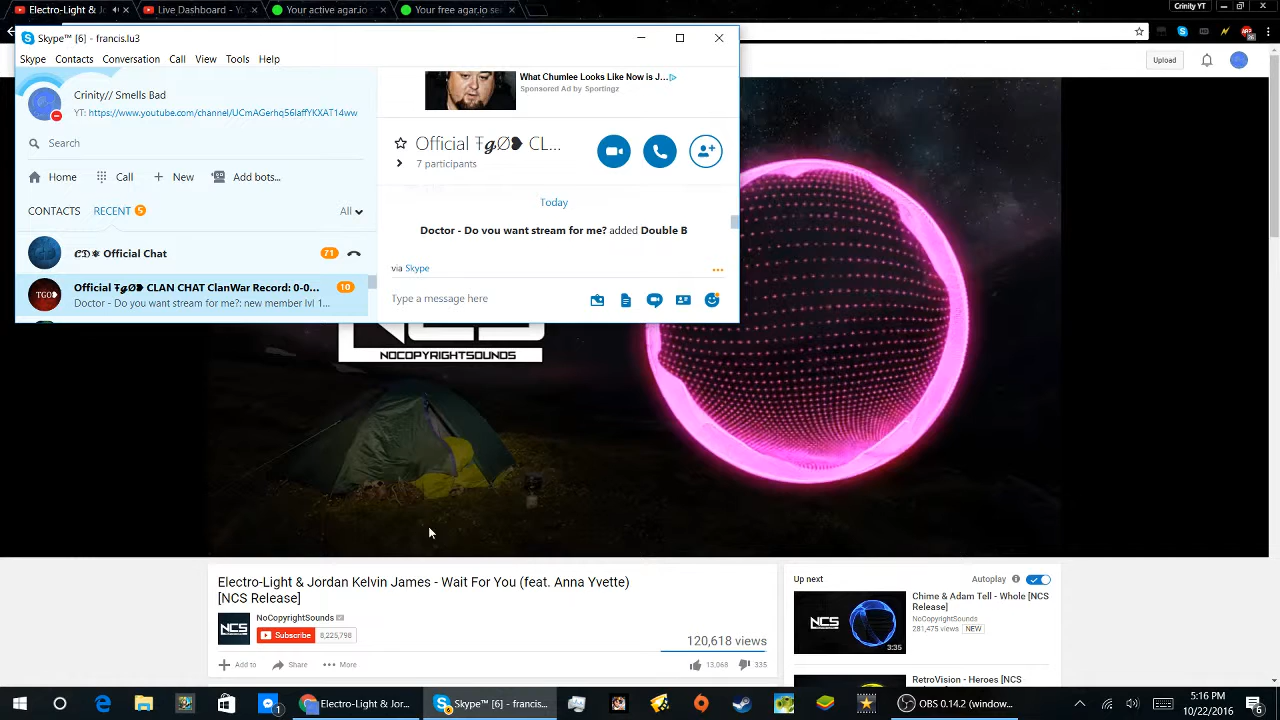 Electro-Light & J
Live Dashboard - Yo
Your active agar.io s
Your free agar.io se
Crinity YT
Skype™ [6] - francis.lu3
Skype Contacts Conversation Call View Tools Help
Crinity// Smells Bad
YT: https://www.youtube.com/channel/UCmAGerhqS6laffYKXAT14ww
Search
Home Call New Add bots...
CONTACTS RECENT 5 All
Official Chat 71
TGO
CLAN CHAT ClanWar Record: 0-0... 10
Doctor - Do you want stream for me?: new member lvl 1...
What Chumlee Looks Like Now is J...
Sponsored Ad by Sportingz
Official ŦℊØ❥ CL...
7 participants
Today
Doctor - Do you want stream for me? added Double B
via Skype
Type a message here
Upload
NOCOPYRIGHTSOUNDS
Electro-Light & Jordan Kelvin James - Wait For You (feat. Anna Yvette)
[NCS Release]
NCS
NoCopyrightSounds
Subscribe 8,225,798
120,618 views
Add to Share More
13,068 335
Up next Autoplay
NCS
3:35
Chime & Adam Tell - Whole [NCS
Release]
NoCopyrightSounds
281,475 views NEW
RetroVision - Heroes [NCS
Electro-Light & Jor...
Skype™ [6] - francis...
OBS 0.14.2 (window...
5:16 PM
10/22/2016
6